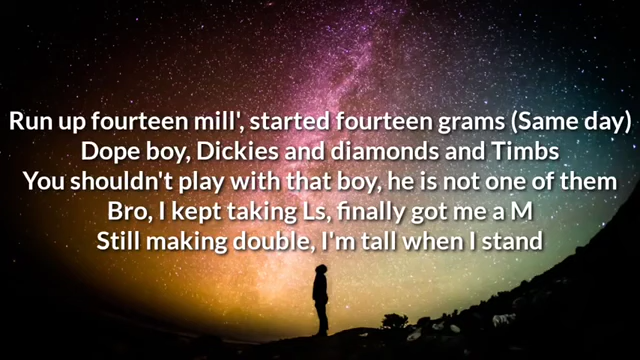 Run up fourteen mill', started fourteen grams (Same day)
Dope boy, Dickies and diamonds and Timbs
You shouldn't play with that boy, he is not one of them
Bro, I kept taking Ls, finally got me a M
Still making double, I'm tall when I stand